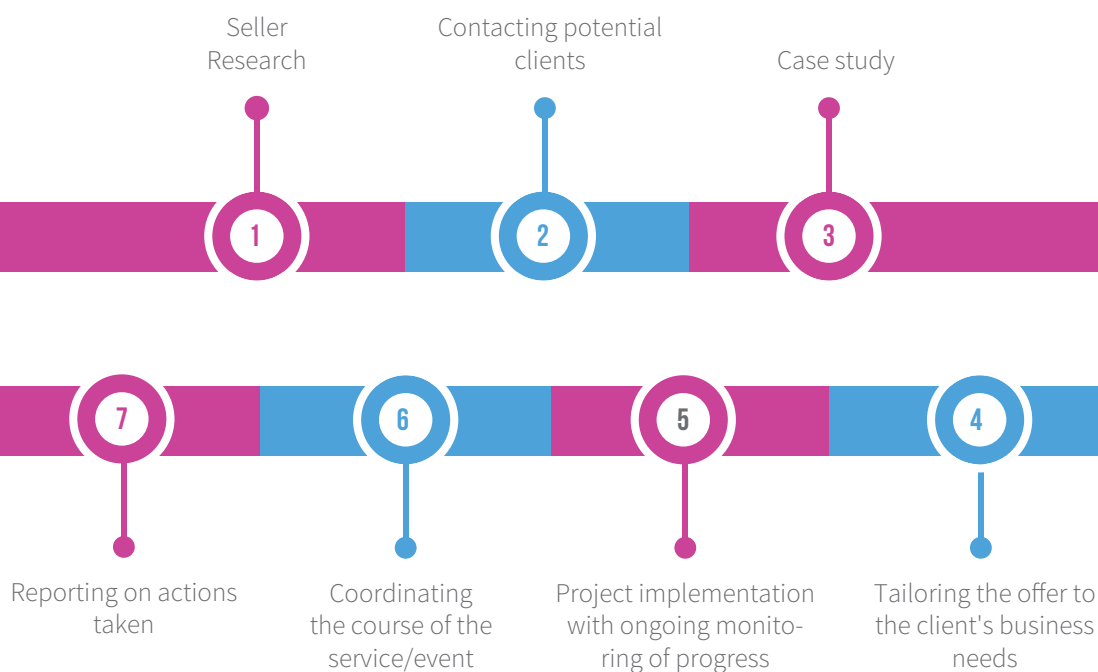 Seller
Research
Contacting potential
clients
Case study
1
2
3
7
6
5
4
Reporting on actions
taken
Coordinating
the course of the
service/event
Project implementation
with ongoing monito-
ring of progress
Tailoring the offer to
the client's business
needs